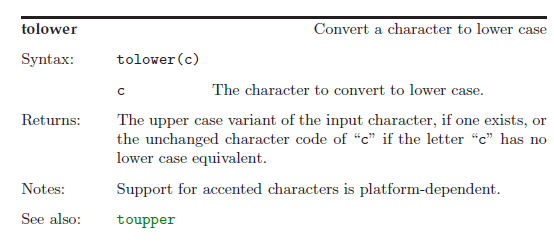 tolower Convert a character to lower case
Syntax: tolower(c)
c The character to convert to lower case.
Returns: The upper case variant of the input character, if one exists, or
the unchanged character code of “c” if the letter “c” has no
lower case equivalent.
Notes: Support for accented characters is platform-dependent.
See also: toupper